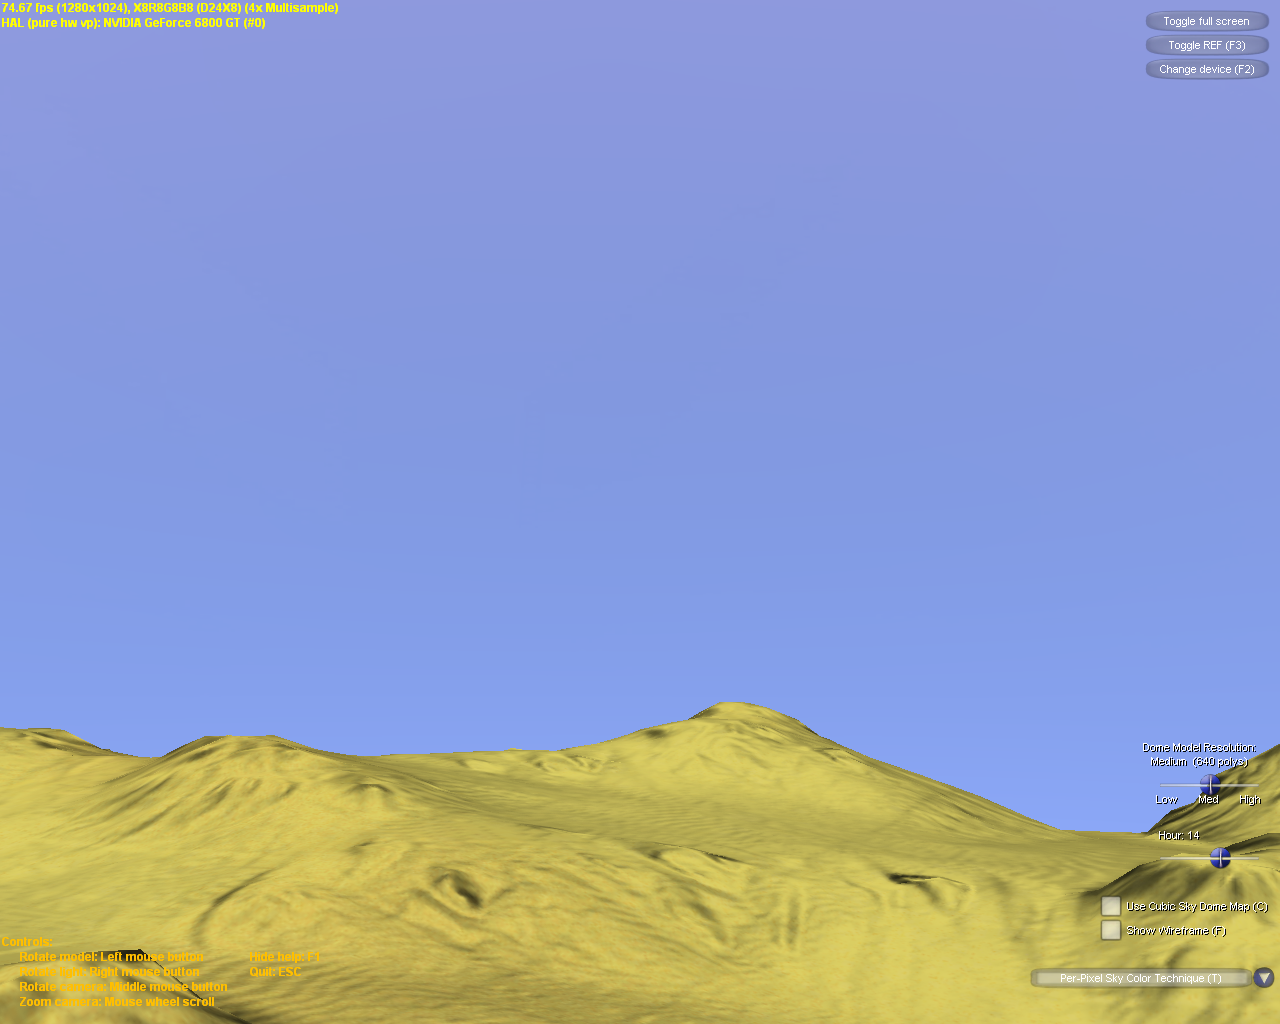 74.67 fps (1280x1024), X8R8G8B8 (D24X8) (4x Multisample)
HAL (pure hw vp): NVIDIA GeForce 6800 GT (#0)
Toggle full screen
Toggle REF (F3)
Change device (F2)
Dome Model Resolution:
Medium (640 polys)
Low Med High
Hour: 14
Use Cubic Sky Dome Map (C)
Show Wireframe (F)
Per-Pixel Sky Color Technique (T)
Controls:
Rotate model: Left mouse button
Rotate light: Right mouse button
Rotate camera: Middle mouse button
Zoom camera: Mouse wheel scroll
Hide help: F1
Quit: ESC